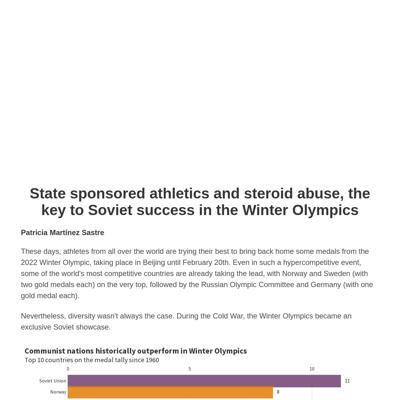 State sponsored athletics and steroid abuse, the
key to Soviet success in the Winter Olympics
Patricia Martínez Sastre
These days, athletes from all over the world are trying their best to bring back home some medals from the
2022 Winter Olympic, taking place in Beijing until February 20th. Even in such a hypercompetitive event,
some of the world's most competitive countries are already taking the lead, with Norway and Sweden (with
two gold medals each) on the very top, followed by the Russian Olympic Committee and Germany (with one
gold medal each).
Nevertheless, diversity wasn't always the case. During the Cold War, the Winter Olympics became an
exclusive Soviet showcase.
Communist nations historically outperform in Winter Olympics
Top 10 countries on the medal tally since 1960
0 5 10
Soviet Union 11
Norway 8